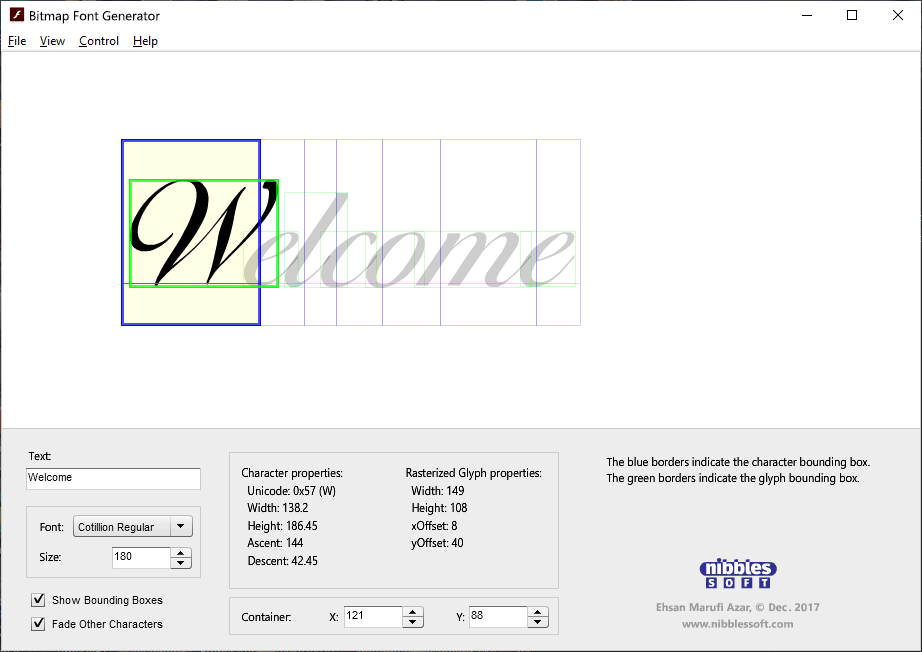 Bitmap Font Generator
File View Control Help
Welcome
Text:
Welcome
Font: Cotillion Regular
Size: 180
Show Bounding Boxes
Fade Other Characters
Character properties:
Unicode: 0x57 (W)
Width: 138.2
Height: 186.45
Ascent: 144
Descent: 42.45
Rasterized Glyph properties:
Width: 149
Height: 108
xOffset: 8
yOffset: 40
Container: X: 121 Y: 88
The blue borders indicate the character bounding box.
The green borders indicate the glyph bounding box.
nibbles
SOFT
Ehsan Marufi Azar, © Dec. 2017
www.nibblessoft.com